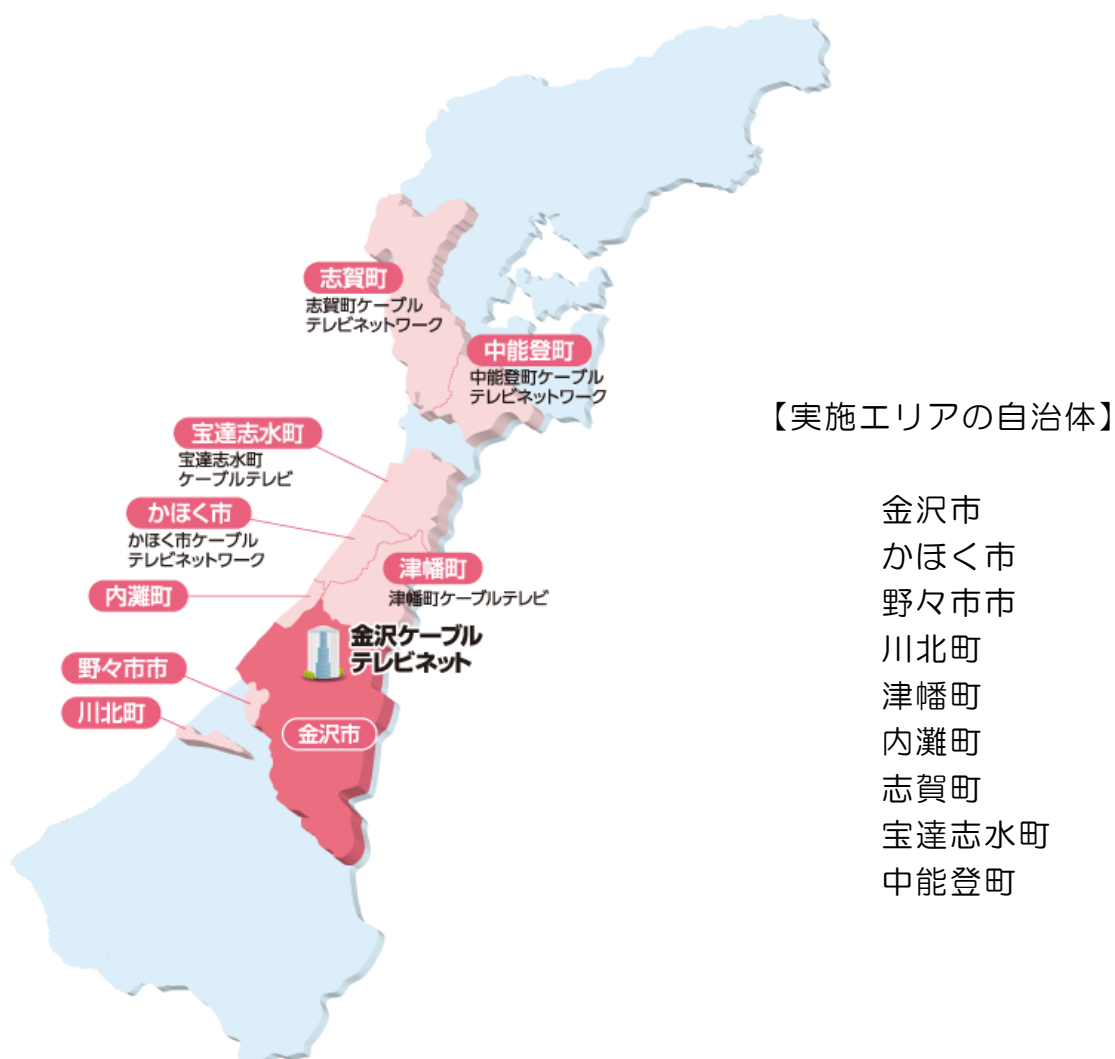 志賀町
志賀町ケーブル
テレビネットワーク
中能登町
中能登町ケーブル
テレビネットワーク
宝達志水町
宝達志水町
ケーブルテレビ
かほく市
かほく市ケーブル
テレビネットワーク
津幡町
津幡町ケーブルテレビ
内灘町
金沢ケーブル
テレビネット
野々市市
川北町
金沢市
【実施エリアの自治体】
金沢市
かほく市
野々市市
川北町
津幡町
内灘町
志賀町
宝達志水町
中能登町